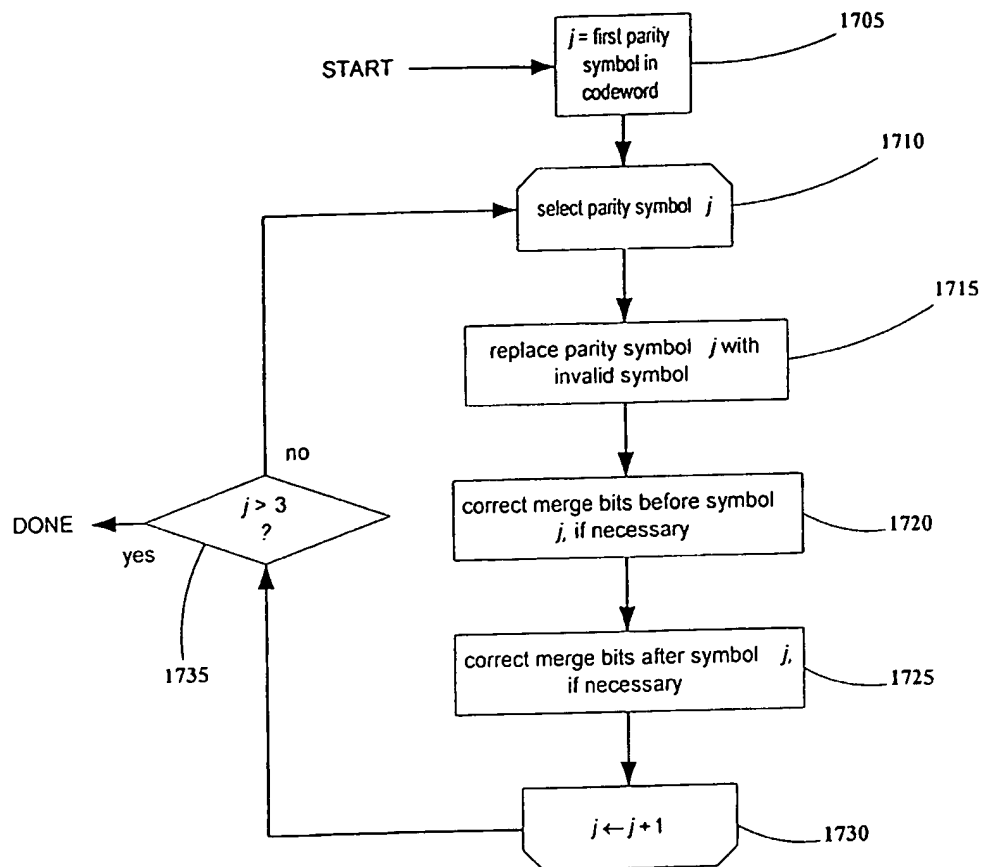 1705
j = first parity
symbol in
codeword
START
1710
select parity symbol j
1715
replace parity symbol j with
invalid symbol
no
correct merge bits before symbol
j, if necessary
1720
j > 3
?
DONE
yes
correct merge bits after symbol j,
if necessary
1725
1735
j ← j + 1
1730